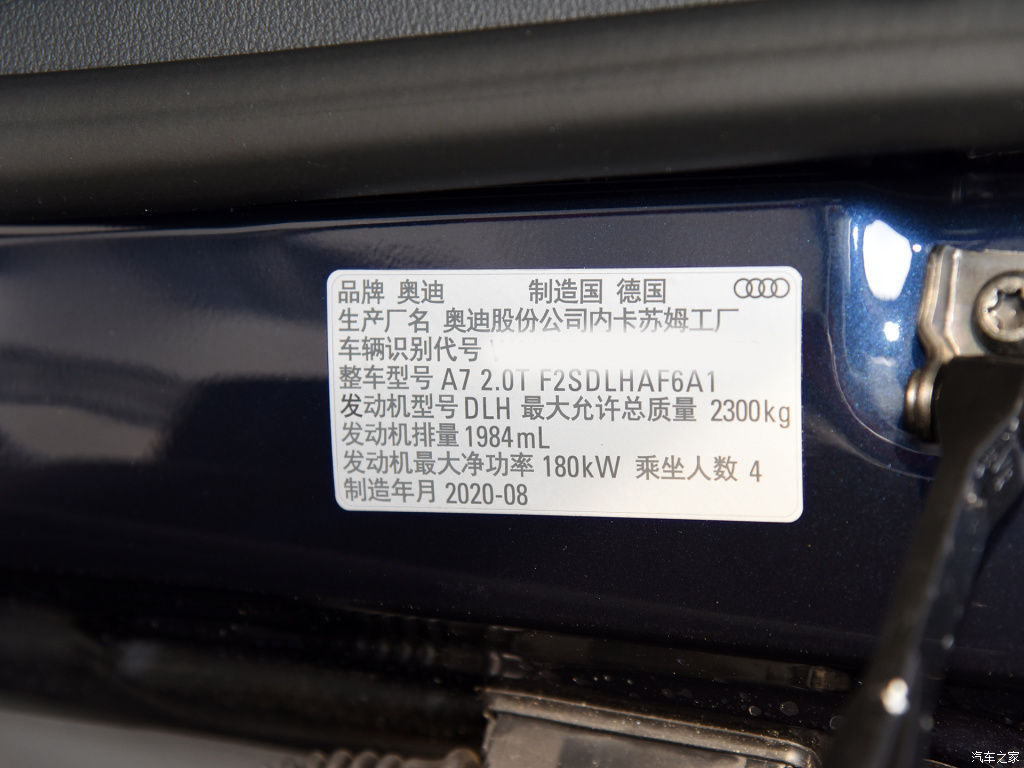 品牌 奥迪 制造国 德国
生产厂名 奥迪股份公司内卡苏姆工厂
车辆识别代号
整车型号 A7 2.0T F2SDLHAF6A1
发动机型号 DLH 最大允许总质量 2300kg
发动机排量 1984mL
发动机最大净功率 180kW 乘坐人数 4
制造年月 2020-08
汽车之家